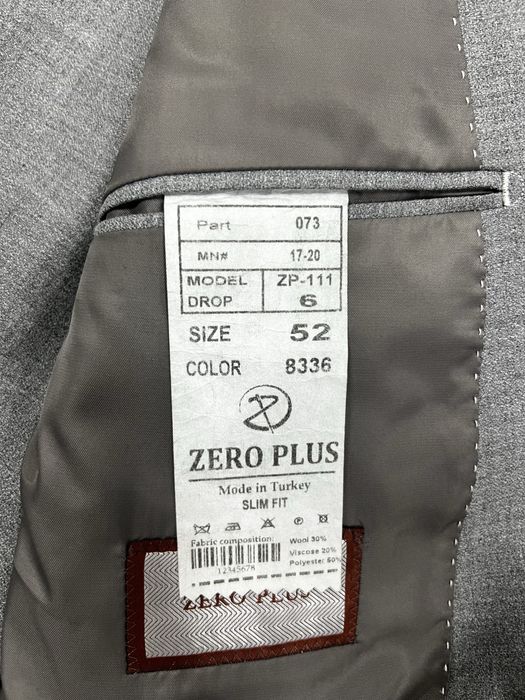 Part 073
MN# 17-20
MODEL ZP-111
DROP 6
SiZE 52
COLOR 8336
ZERO PLUS
Made in Turkey
SLIM FIT
Fabric composition:
Wool 30%
Viscose 20%
Polyester 50%
12345678
ZERO PLUS